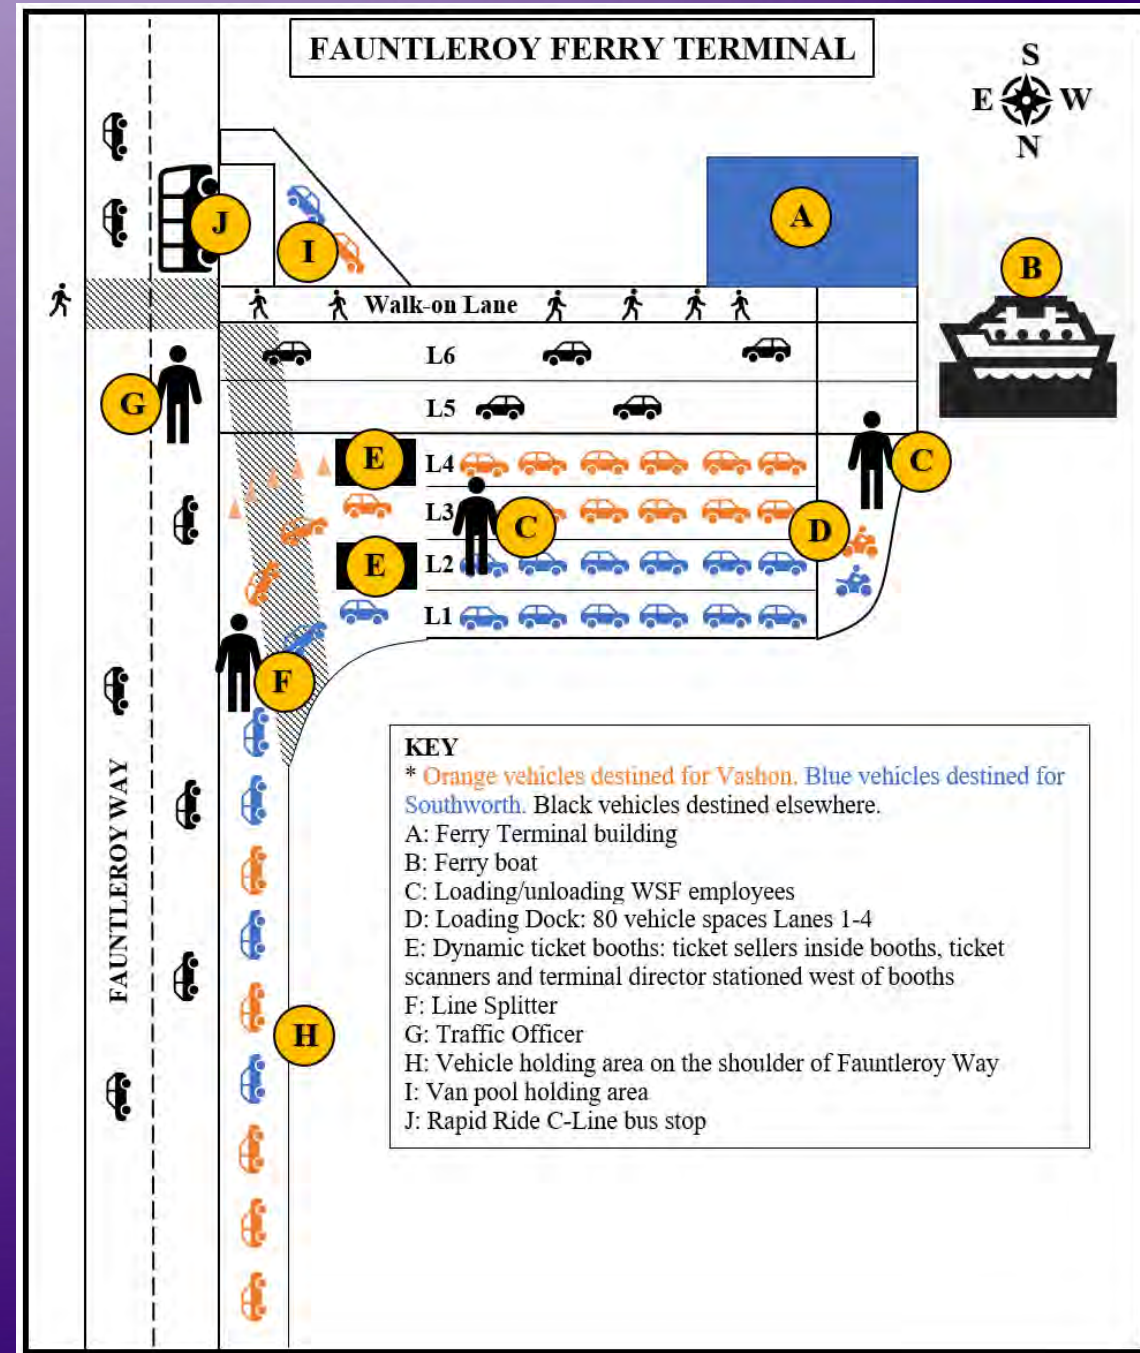 FAUNTLEROY FERRY TERMINAL
S
E W
N
J
I
A
B
Walk-on Lane
L6
G
L5
E
L4
C
L3
C
D
E
L2
L1
F
FAUNTLEROY WAY
H
KEY
* Orange vehicles destined for Vashon. Blue vehicles destined for
Southworth. Black vehicles destined elsewhere.
A: Ferry Terminal building
B: Ferry boat
C: Loading/unloading WSF employees
D: Loading Dock: 80 vehicle spaces Lanes 1-4
E: Dynamic ticket booths: ticket sellers inside booths, ticket
scanners and terminal director stationed west of booths
F: Line Splitter
G: Traffic Officer
H: Vehicle holding area on the shoulder of Fauntleroy Way
I: Van pool holding area
J: Rapid Ride C-Line bus stop